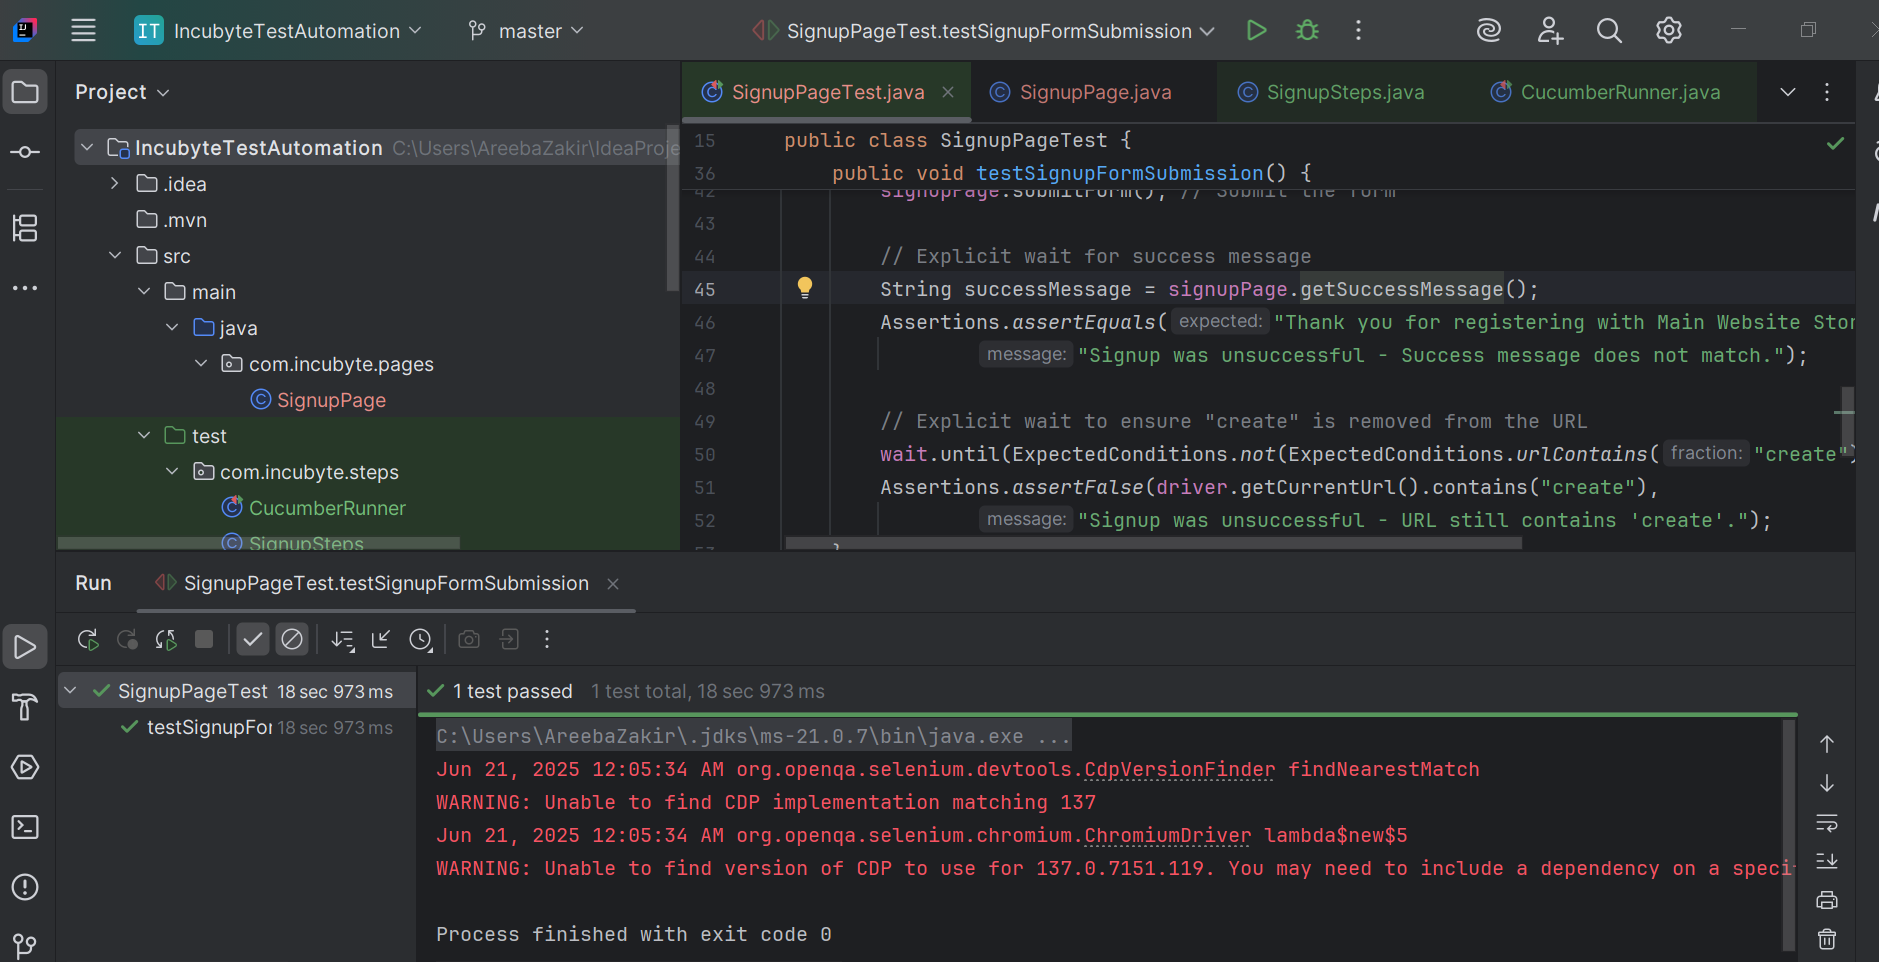 IT IncubyteTestAutomation master SignupPageTest.testSignupFormSubmission
Project
IncubyteTestAutomation C:\Users\AreebaZakir\IdeaProje
.idea
.mvn
src
main
java
com.incubyte.pages
SignupPage
test
com.incubyte.steps
CucumberRunner
SignupSteps
SignupPageTest.java SignupPage.java SignupSteps.java CucumberRunner.java
15 public class SignupPageTest {
36 public void testSignupFormSubmission() {
42 signupPage.submitForm(); // Submit the form
43
44 // Explicit wait for success message
45 String successMessage = signupPage.getSuccessMessage();
46 Assertions.assertEquals( expected: "Thank you for registering with Main Website Stor
47 message: "Signup was unsuccessful - Success message does not match.");
48
49 // Explicit wait to ensure "create" is removed from the URL
50 wait.until(ExpectedConditions.not(ExpectedConditions.urlContains( fraction: "create")
51 Assertions.assertFalse(driver.getCurrentUrl().contains("create"),
52 message: "Signup was unsuccessful - URL still contains 'create'.");
53 }
Run SignupPageTest.testSignupFormSubmission
SignupPageTest 18 sec 973 ms
testSignupFor 18 sec 973 ms
1 test passed 1 test total, 18 sec 973 ms
C:\Users\AreebaZakir\.jdks\ms-21.0.7\bin\java.exe ...
Jun 21, 2025 12:05:34 AM org.openqa.selenium.devtools.CdpVersionFinder findNearestMatch
WARNING: Unable to find CDP implementation matching 137
Jun 21, 2025 12:05:34 AM org.openqa.selenium.chromium.ChromiumDriver lambda$new$5
WARNING: Unable to find version of CDP to use for 137.0.7151.119. You may need to include a dependency on a speci
Process finished with exit code 0